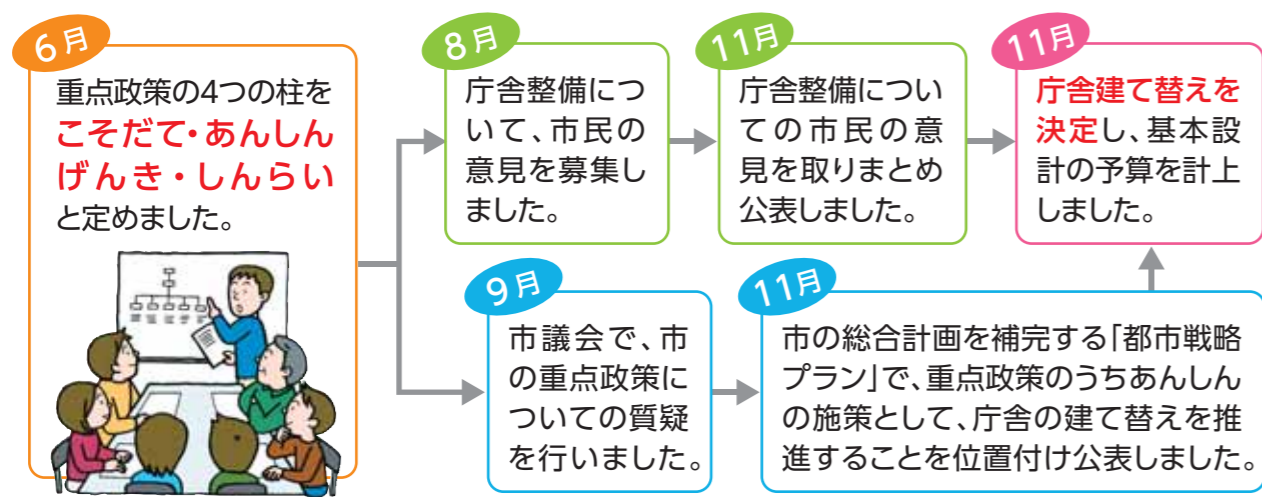 6月
重点政策の4つの柱を
こそだて・あんしん
げんき・しんらい
と定めました。
8月
庁舎整備につ
いて、市民の
意見を募集し
ました。
11月
庁舎整備につい
ての市民の意
見を取りまとめ
公表しました。
11月
庁舎建て替えを
決定し、基本設
計の予算を計上
しました。
9月
市議会で、市
の重点政策に
ついての質疑
を行いました。
11月
市の総合計画を補完する「都市戦略
プラン」で、重点政策のうちあんしん
の施策として、庁舎の建て替えを推
進することを位置付け公表しました。